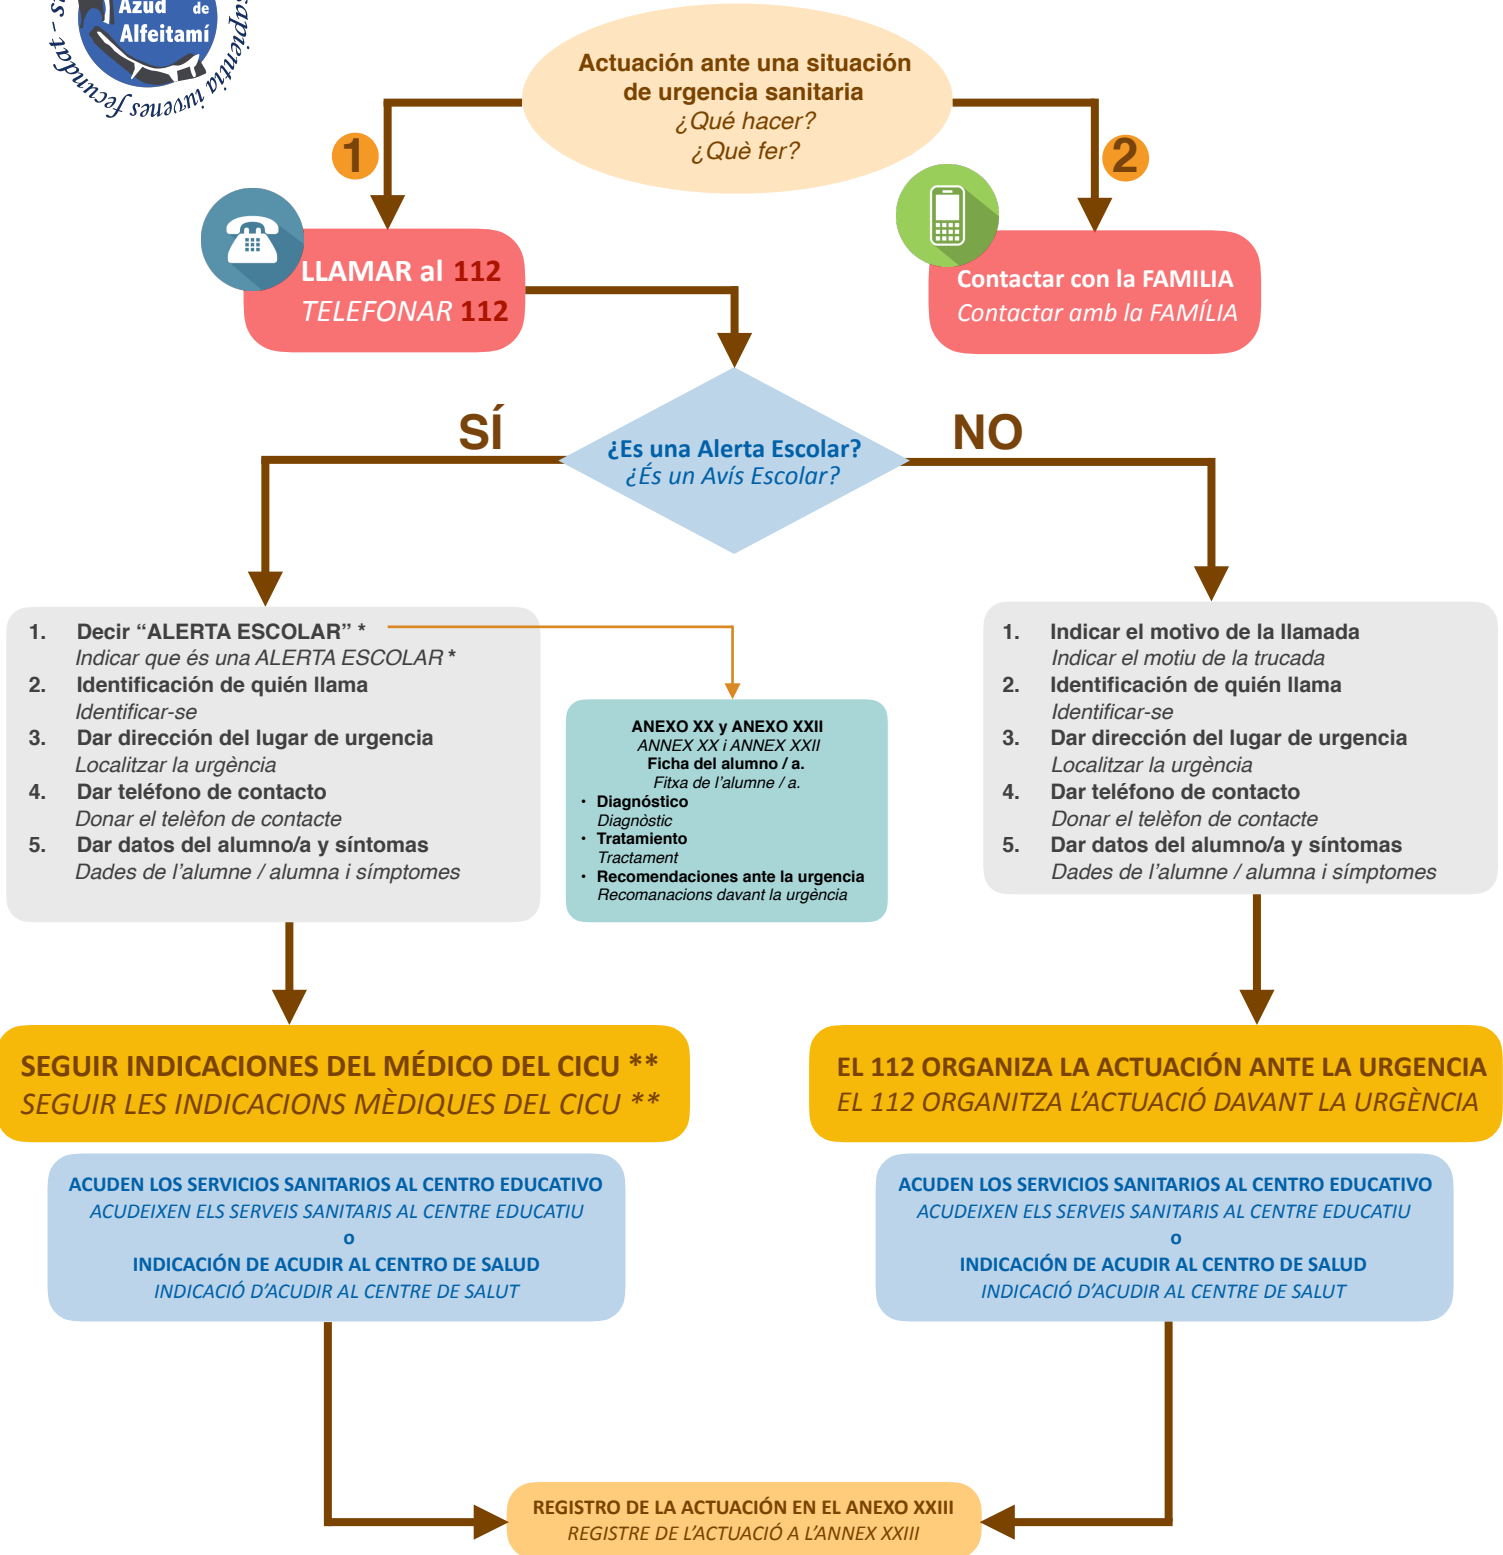 Azud de
Alfeitamí
sapientia iuvenes fecundat
Actuación ante una situación
de urgencia sanitaria
¿Qué hacer?
¿Què fer?
1
2
LLAMAR al 112
TELEFONAR 112
Contactar con la FAMILIA
Contactar amb la FAMÍLIA
SÍ
NO
¿Es una Alerta Escolar?
¿És un Avís Escolar?
1. Decir “ALERTA ESCOLAR” *
Indicar que és una ALERTA ESCOLAR *
2. Identificación de quién llama
Identificar-se
3. Dar dirección del lugar de urgencia
Localitzar la urgència
4. Dar teléfono de contacto
Donar el telèfon de contacte
5. Dar datos del alumno/a y síntomas
Dades de l’alumne / alumna i símptomes
ANEXO XX y ANEXO XXII
ANNEX XX i ANNEX XXII
Ficha del alumno / a.
Fitxa de l’alumne / a.
• Diagnóstico
Diagnòstic
• Tratamiento
Tractament
• Recomendaciones ante la urgencia
Recomanacions davant la urgència
1. Indicar el motivo de la llamada
Indicar el motiu de la trucada
2. Identificación de quién llama
Identificar-se
3. Dar dirección del lugar de urgencia
Localitzar la urgència
4. Dar teléfono de contacto
Donar el telèfon de contacte
5. Dar datos del alumno/a y síntomas
Dades de l’alumne / alumna i símptomes
SEGUIR INDICACIONES DEL MÉDICO DEL CICU **
SEGUIR LES INDICACIONS MÈDIQUES DEL CICU **
EL 112 ORGANIZA LA ACTUACIÓN ANTE LA URGENCIA
EL 112 ORGANITZA L’ACTUACIÓ DAVANT LA URGÈNCIA
ACUDEN LOS SERVICIOS SANITARIOS AL CENTRO EDUCATIVO
ACUDEIXEN ELS SERVEIS SANITARIS AL CENTRE EDUCATIU
o
INDICACIÓN DE ACUDIR AL CENTRO DE SALUD
INDICACIÓ D’ACUDIR AL CENTRE DE SALUT
ACUDEN LOS SERVICIOS SANITARIOS AL CENTRO EDUCATIVO
ACUDEIXEN ELS SERVEIS SANITARIS AL CENTRE EDUCATIU
o
INDICACIÓN DE ACUDIR AL CENTRO DE SALUD
INDICACIÓ D’ACUDIR AL CENTRE DE SALUT
REGISTRO DE LA ACTUACIÓN EN EL ANEXO XXIII
REGISTRE DE L’ACTUACIÓ A L’ANNEX XXIII